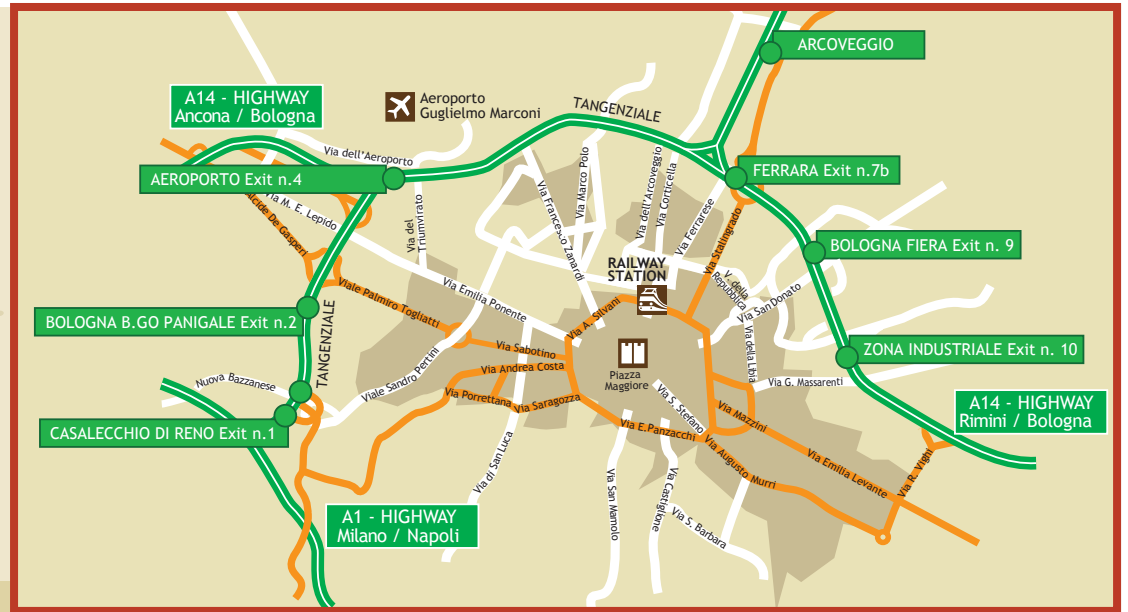 ARCOVEGGIO
A14 - HIGHWAY
Ancona / Bologna
Aeroporto
Guglielmo Marconi
TANGENZIALE
Via dell'Aeroporto
AEROPORTO Exit n.4
FERRARA Exit n.7b
Via M. E. Lepido
Alcide De Gasperi
Via del
Triumvirato
Via Francesco Zanardi
Via Marco Polo
Via dell'Arcoveggio
Via Corticella
Via Ferrarese
Via Stalingrado
BOLOGNA FIERA Exit n. 9
RAILWAY
STATION
V. della
Repubblica
Via SanDonato
Viale Palmiro Togliatti
Via Emilia Ponente
Via A. Silvani
BOLOGNA B.GO PANIGALE Exit n.2
TANGENZIALE
Via Sabotino
Via Andrea Costa
Piazza
Maggiore
Via della Libia
ZONA INDUSTRIALE Exit n. 10
Nuova Bazzanese
Viale Sandro Pertini
Via Porrettana
Via Saragozza
Via S. Stefano
Via G. Massarenti
Via Mazzini
A14 - HIGHWAY
Rimini / Bologna
CASALECCHIO DI RENO Exit n.1
Via E.Panzacchi
Via Augusto Murri
Via Emilia Levante
Via R. Vighi
Via di San Luca
Via San Mamolo
Via Castiglione
Via S. Barbara
A1 - HIGHWAY
Milano / Napoli